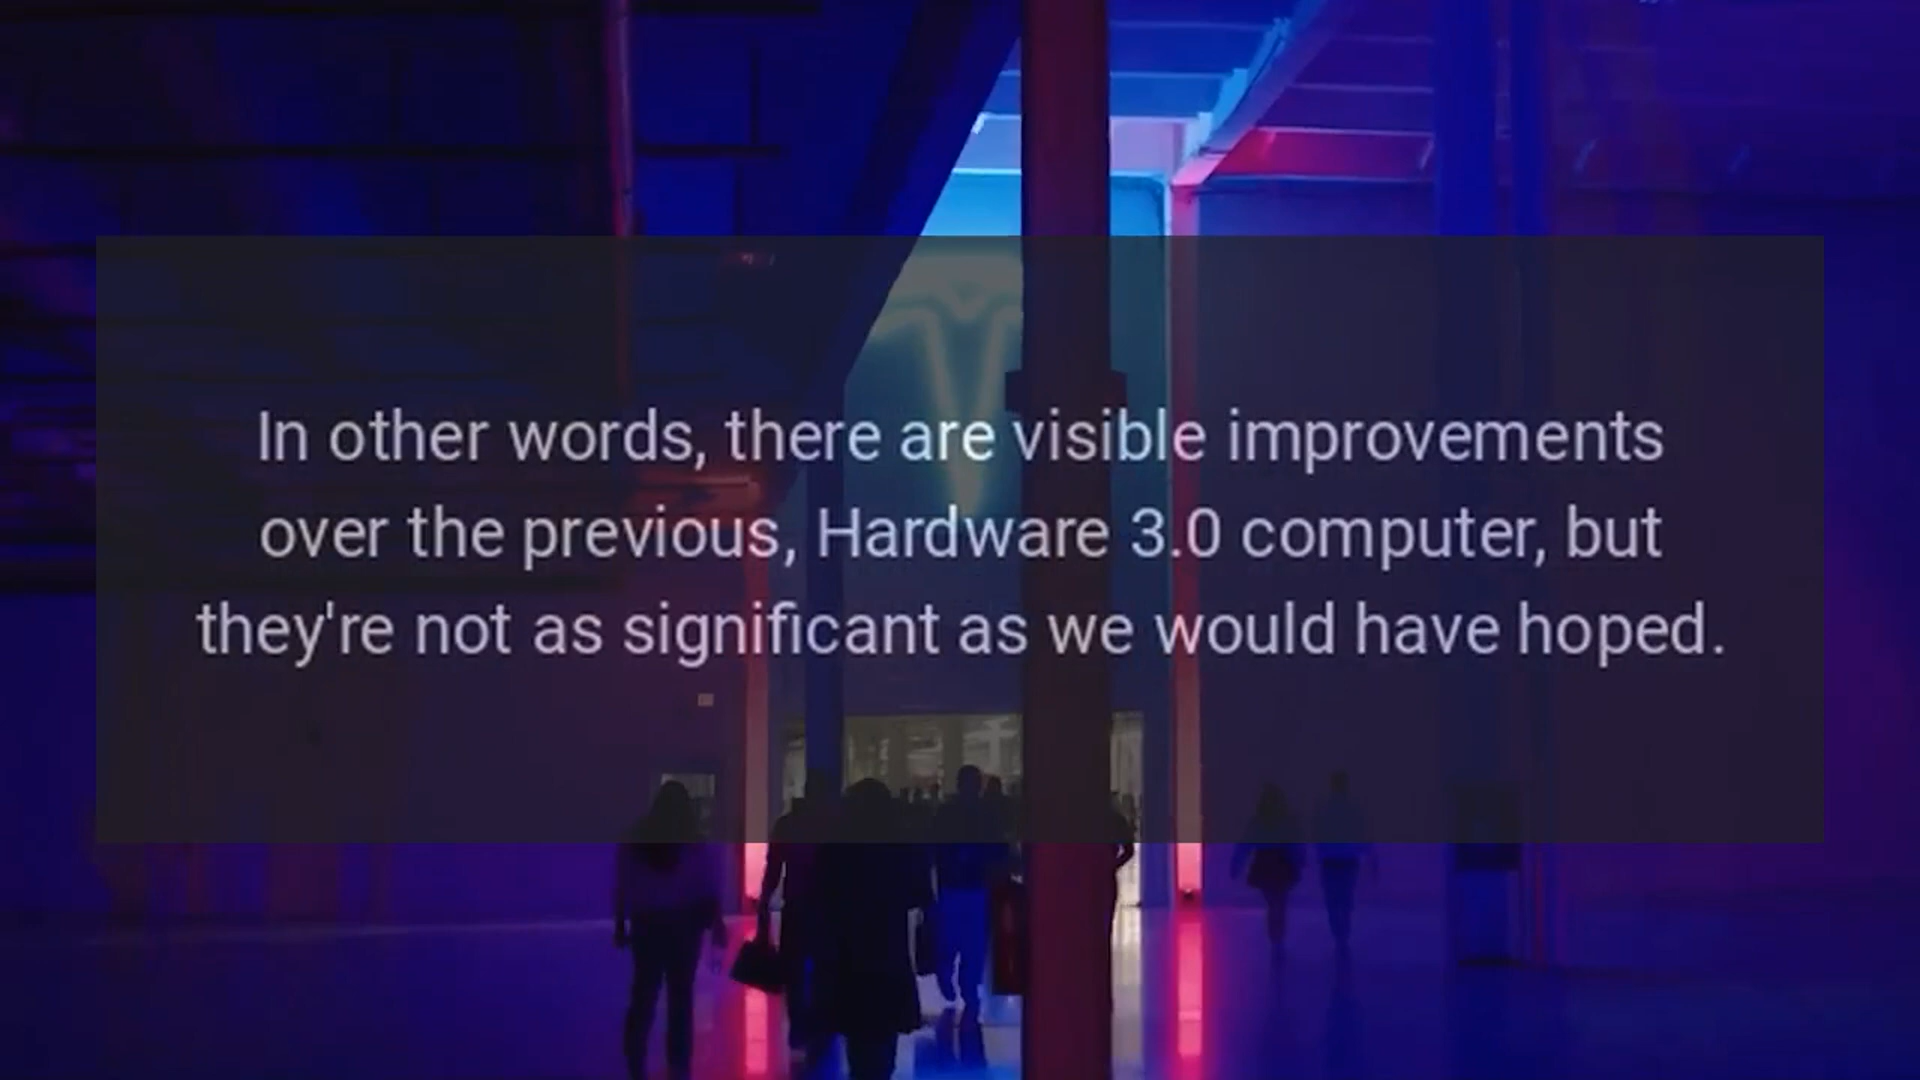 In other words, there are visible improvements
over the previous, Hardware 3.0 computer, but
they're not as significant as we would have hoped.